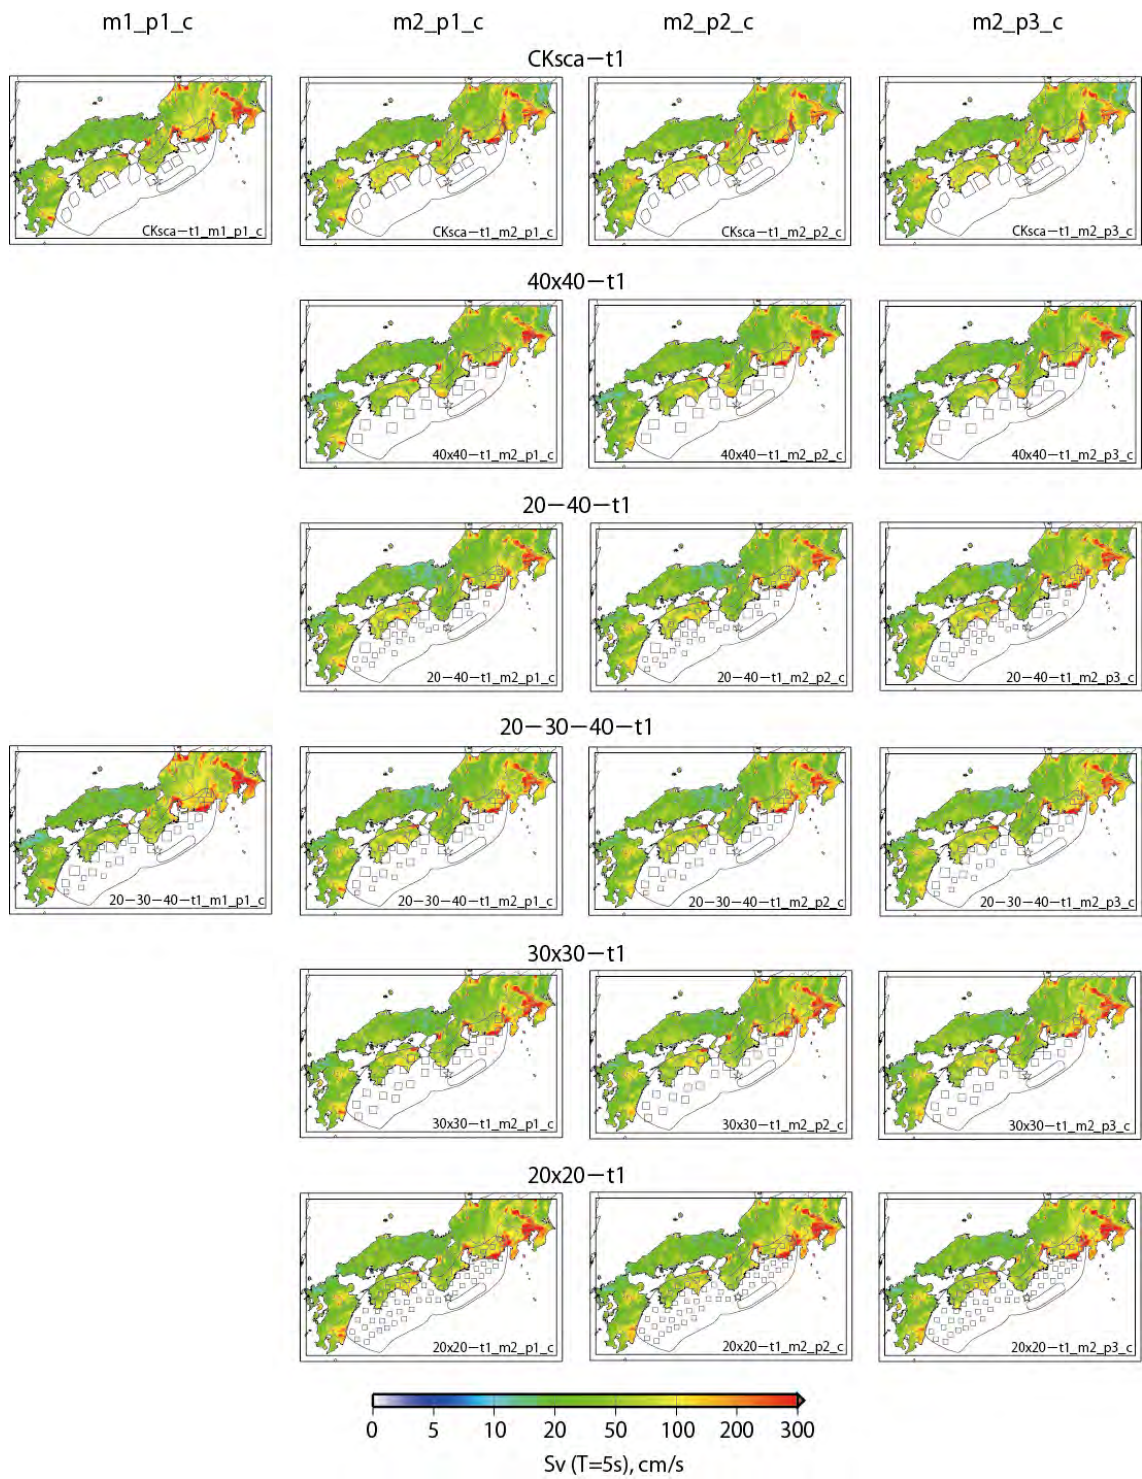 m1_p1_c m2_p1_c m2_p2_c m2_p3_c
CKsca−t1
CKsca−t1_m1_p1_c CKsca−t1_m2_p1_c CKsca−t1_m2_p2_c CKsca−t1_m2_p3_c
40x40−t1
40x40−t1_m2_p1_c 40x40−t1_m2_p2_c 40x40−t1_m2_p3_c
20−40−t1
20−40−t1_m2_p1_c 20−40−t1_m2_p2_c 20−40−t1_m2_p3_c
20−30−40−t1
20−30−40−t1_m1_p1_c 20−30−40−t1_m2_p1_c 20−30−40−t1_m2_p2_c 20−30−40−t1_m2_p3_c
30x30−t1
30x30−t1_m2_p1_c 30x30−t1_m2_p2_c 30x30−t1_m2_p3_c
20x20−t1
20x20−t1_m2_p1_c 20x20−t1_m2_p2_c 20x20−t1_m2_p3_c
0 5 10 20 50 100 200 300
Sv (T=5s), cm/s